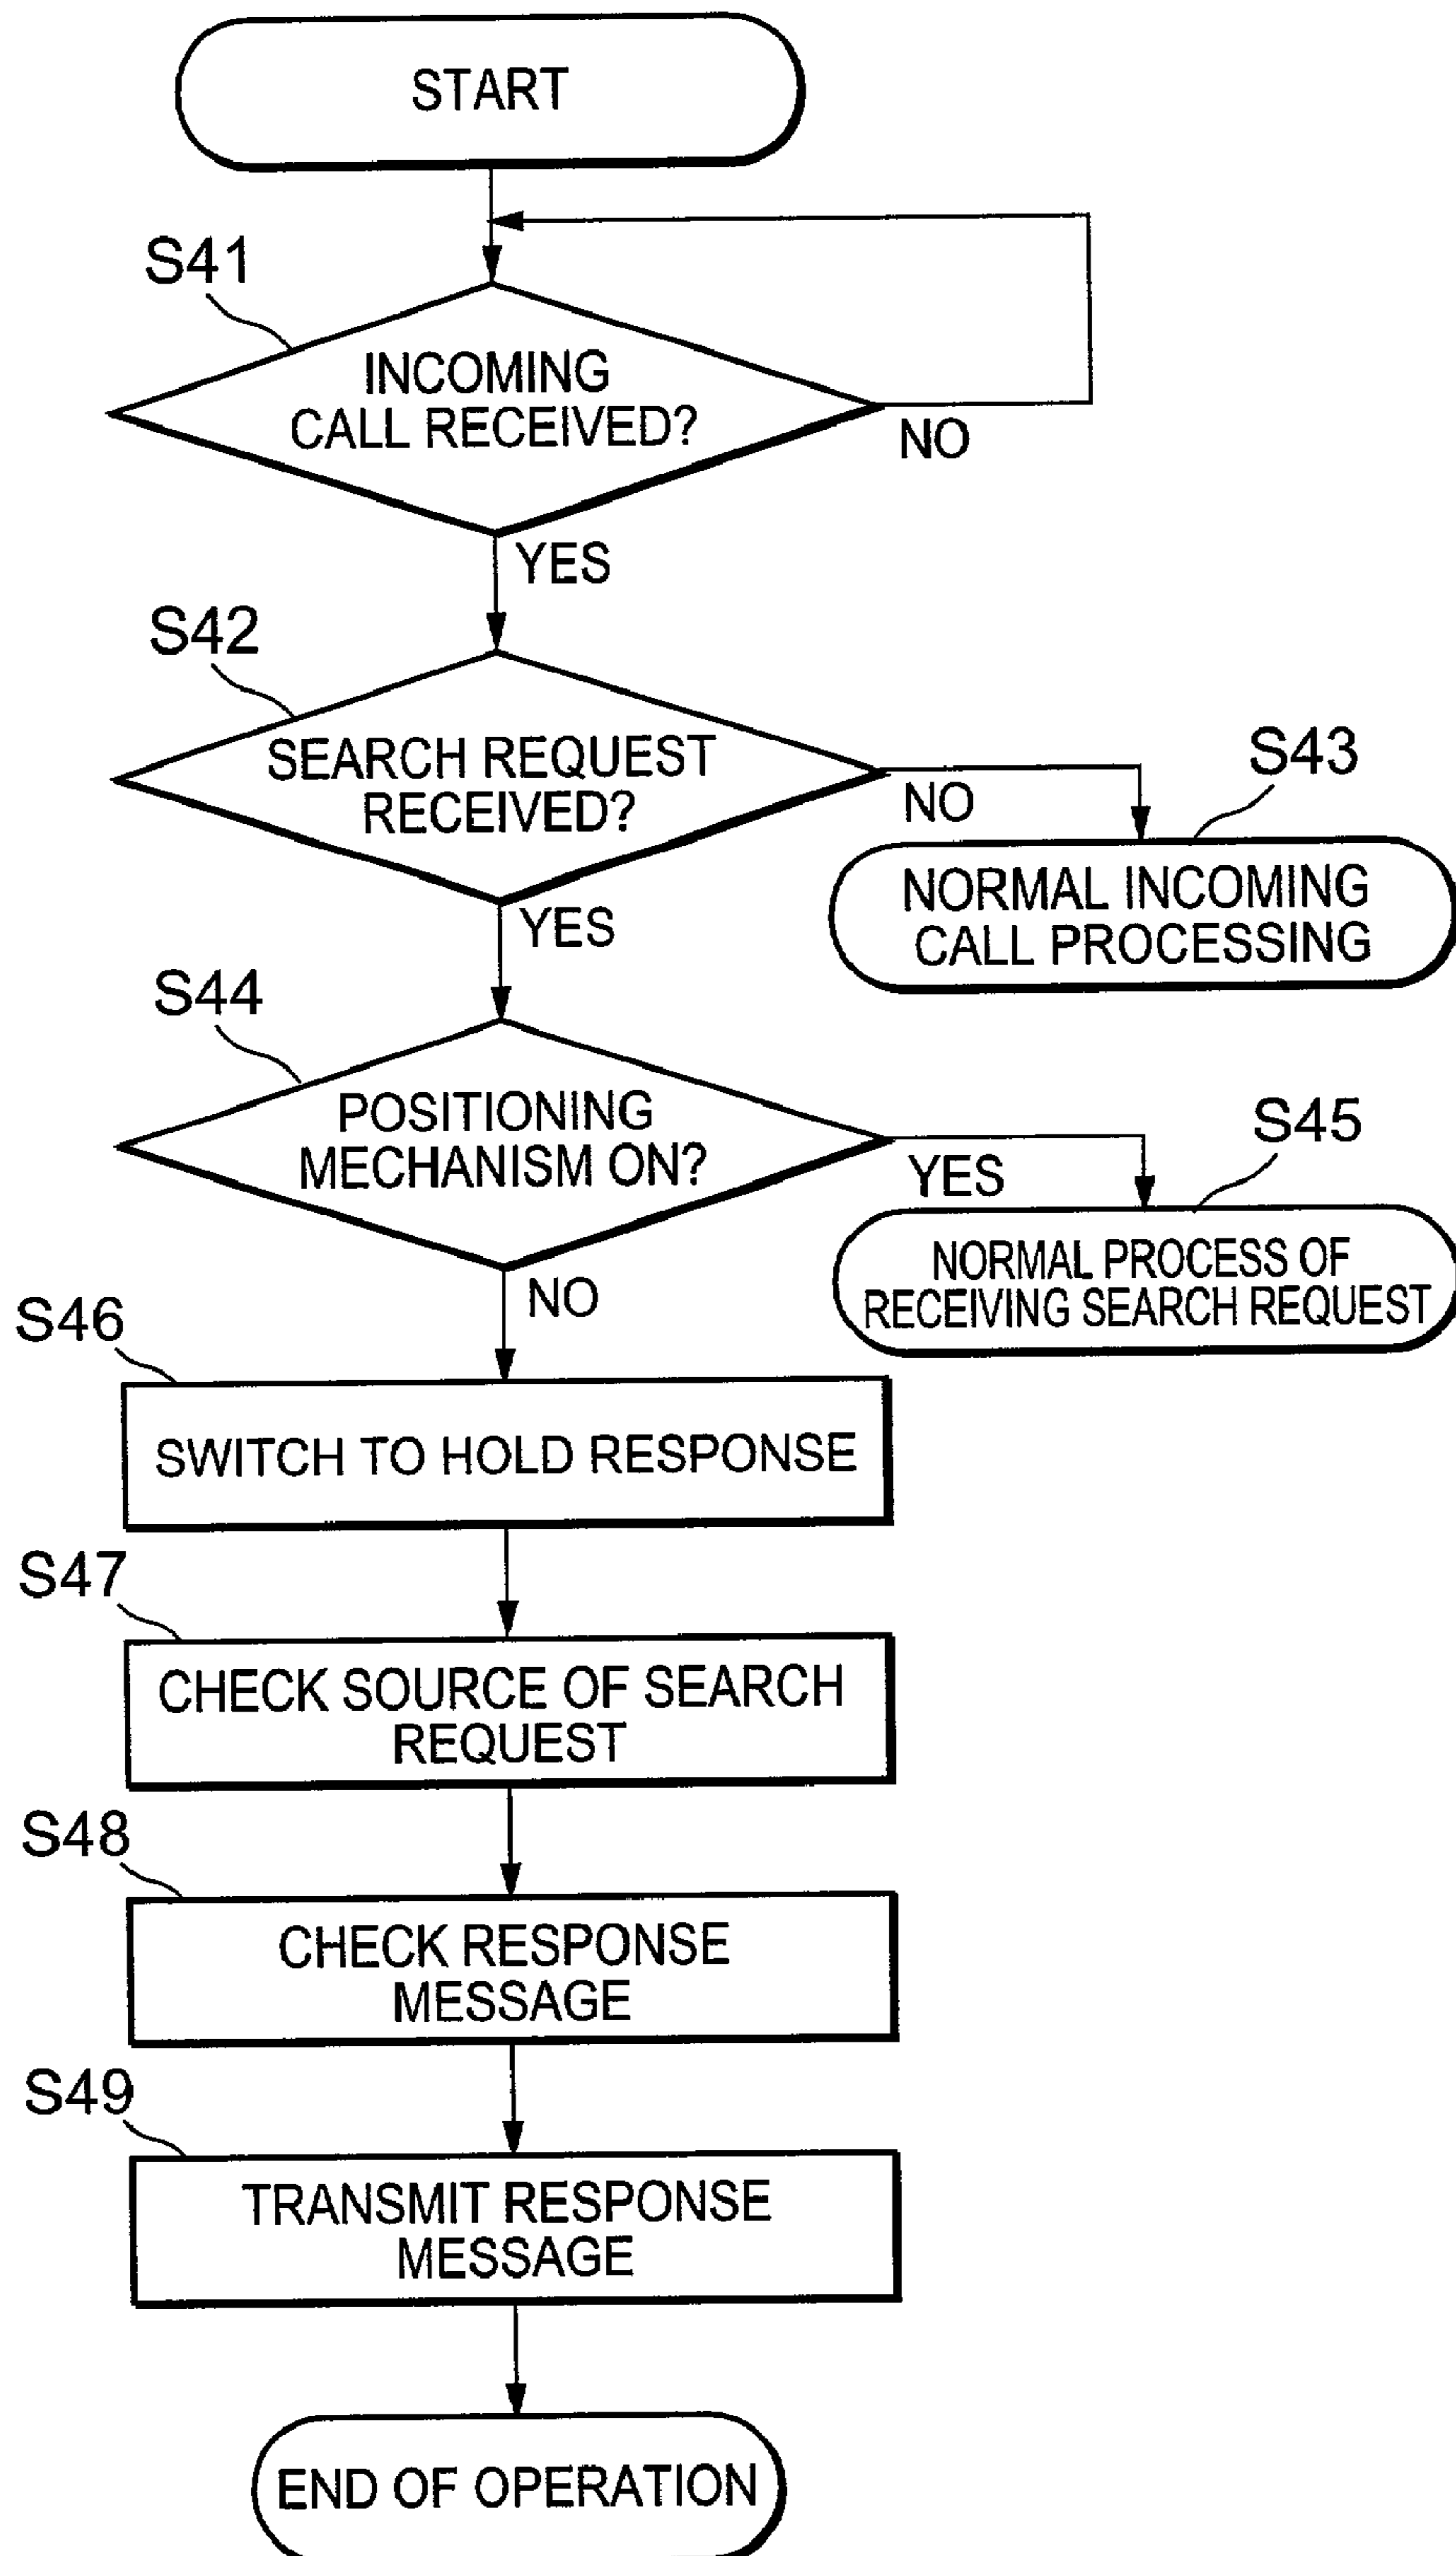 START
S41
INCOMING
CALL RECEIVED?
NO
YES
S42
SEARCH REQUEST
RECEIVED?
NO
S43
NORMAL INCOMING
CALL PROCESSING
YES
S44
POSITIONING
MECHANISM ON?
YES
S45
NORMAL PROCESS OF
RECEIVING SEARCH REQUEST
NO
S46
SWITCH TO HOLD RESPONSE
S47
CHECK SOURCE OF SEARCH
REQUEST
S48
CHECK RESPONSE
MESSAGE
S49
TRANSMIT RESPONSE
MESSAGE
END OF OPERATION